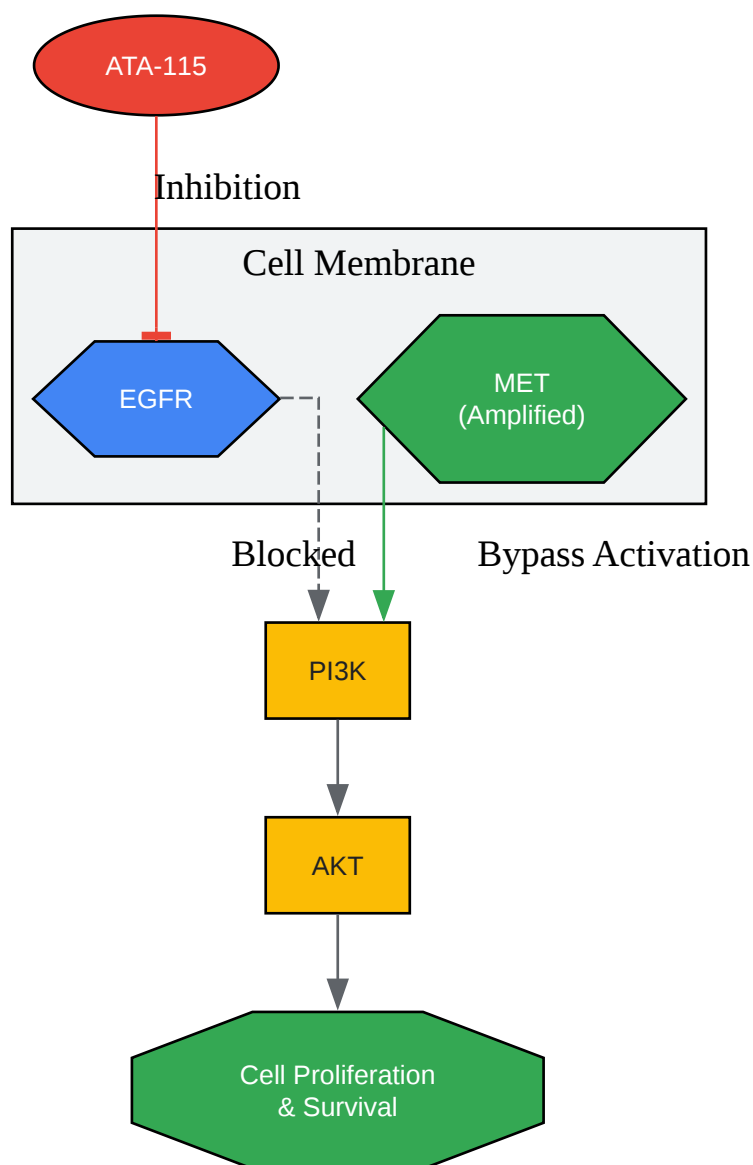 ATA-115
Inhibition
Cell Membrane
EGFR
MET
(Amplified)
Blocked
Bypass Activation
PI3K
AKT
Cell Proliferation
& Survival